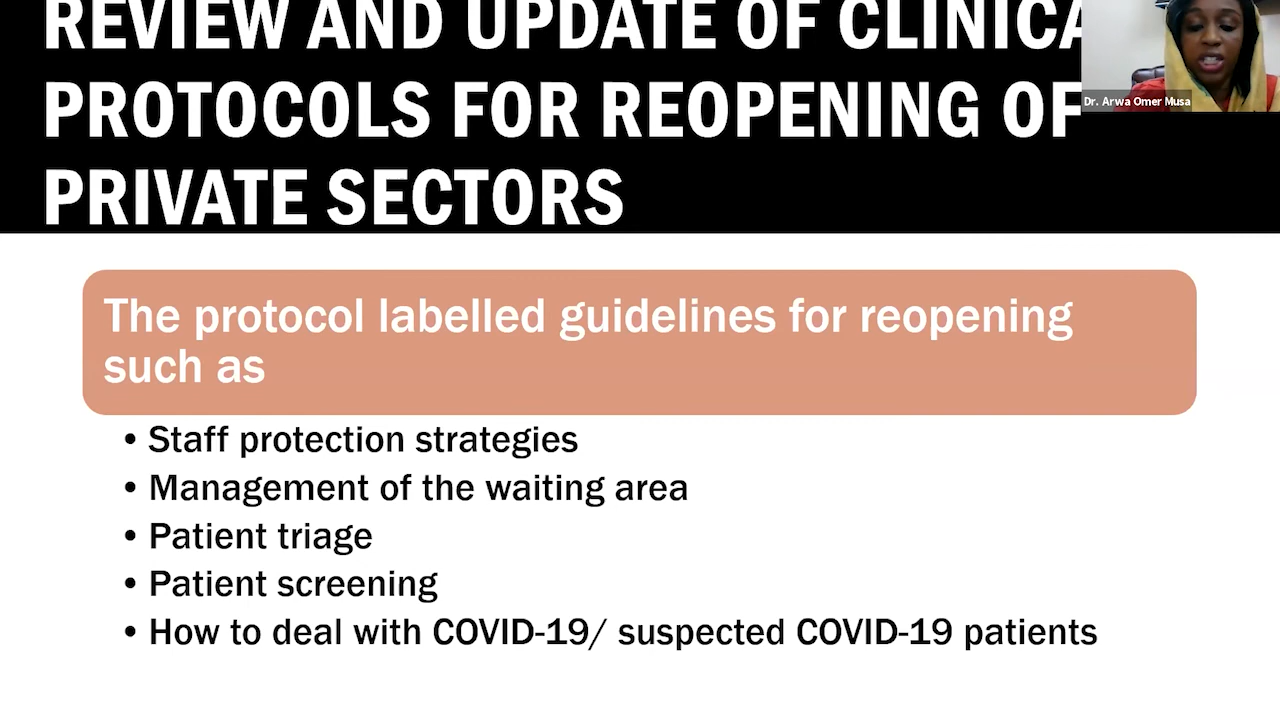 REVIEW AND UPDATE OF CLINICA
PROTOCOLS FOR REOPENING OF
PRIVATE SECTORS
Dr. Arwa Omer Musa
The protocol labelled guidelines for reopening
such as
• Staff protection strategies
• Management of the waiting area
• Patient triage
• Patient screening
• How to deal with COVID-19/ suspected COVID-19 patients